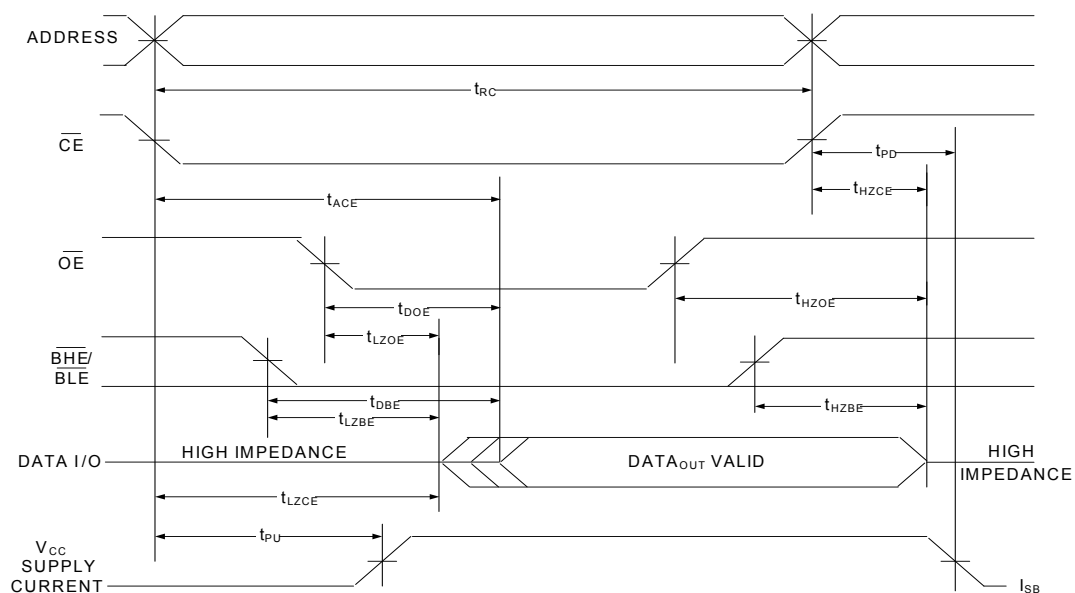 ADDRESS
tRC
CE
tPD
tHZCE
tACE
OE
tHZOE
tDOE
tLZOE
BHE/
BLE
tDBE
tHZBE
tLZBE
DATA I/O
HIGH IMPEDANCE
DATAOUT VALID
HIGH
IMPEDANCE
tLZCE
tPU
VCC
SUPPLY
CURRENT
ISB